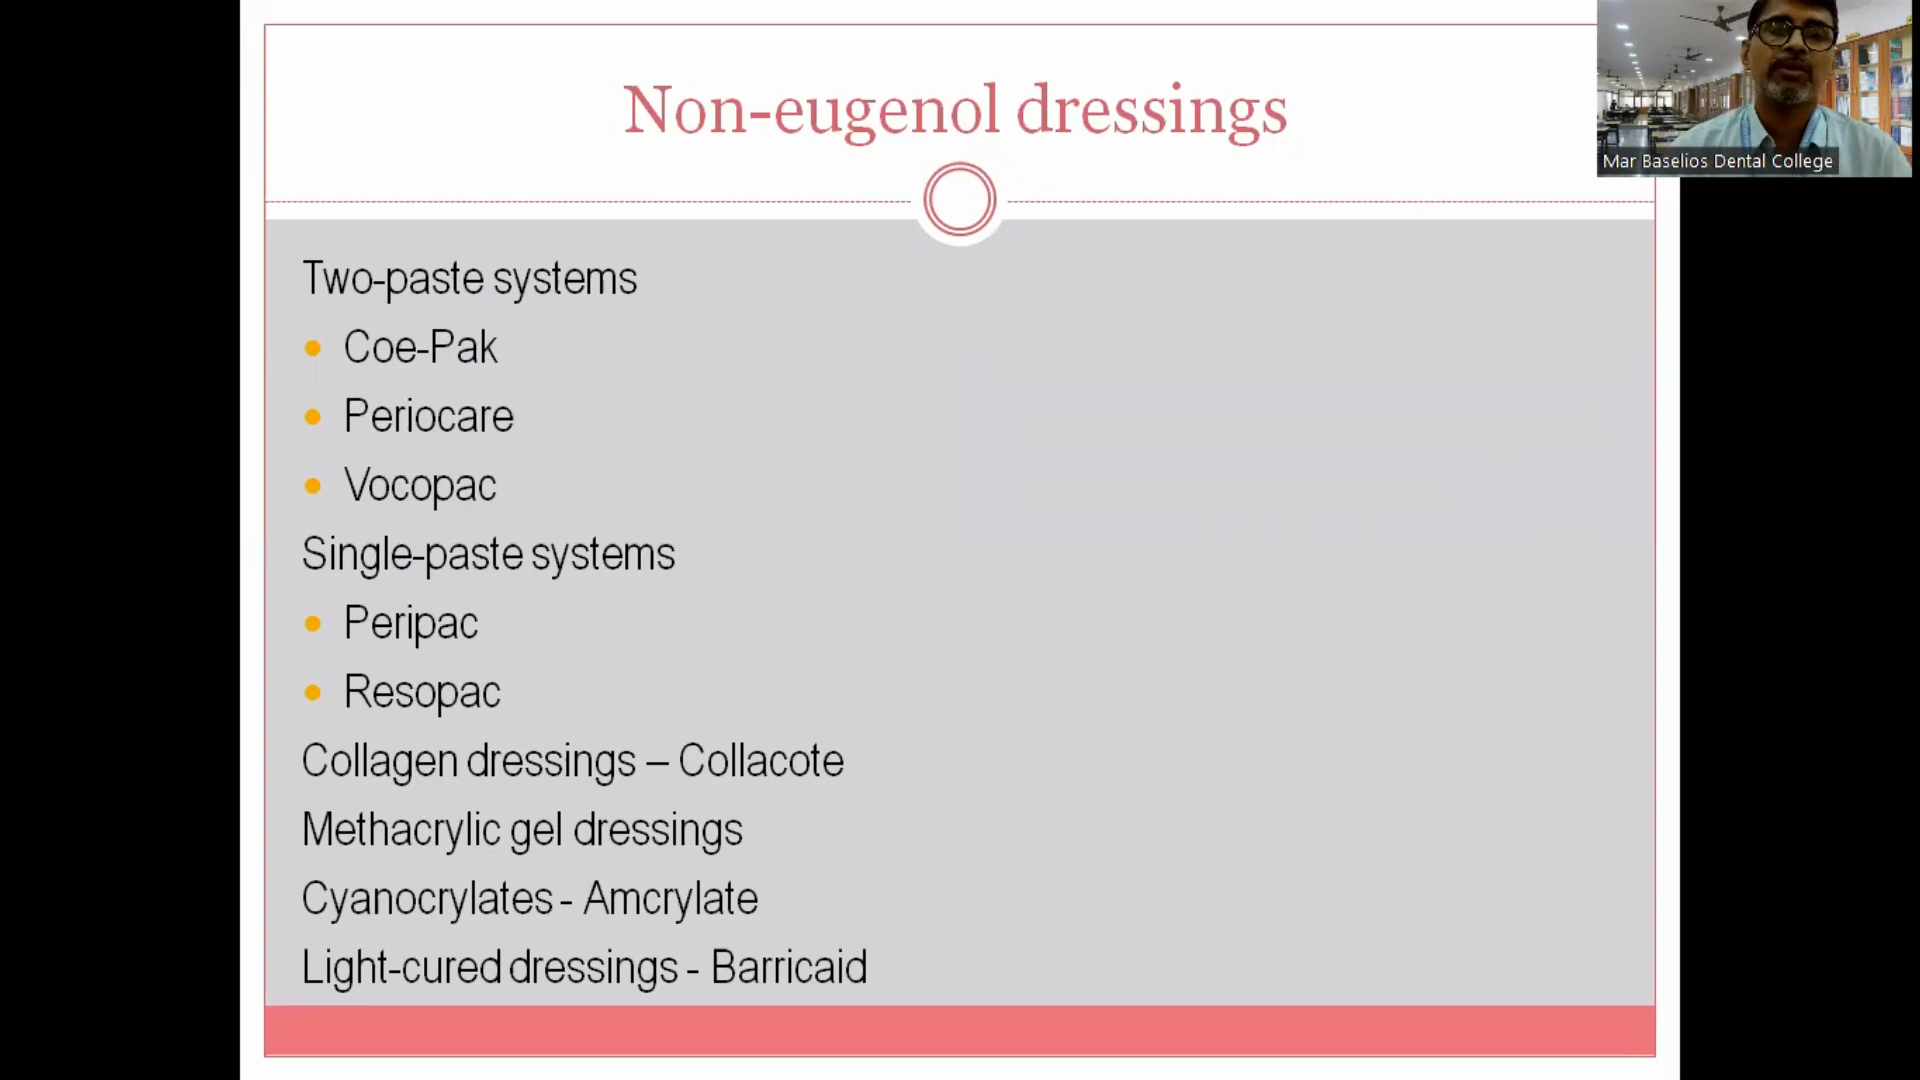 Non-eugenol dressings
Mar Baselios Dental College
Two-paste systems
Coe-Pak
Periocare
Vocopac
Single-paste systems
Peripac
Resopac
Collagen dressings – Collacote
Methacrylic gel dressings
Cyanocrylates - Amcrylate
Light-cured dressings - Barricaid